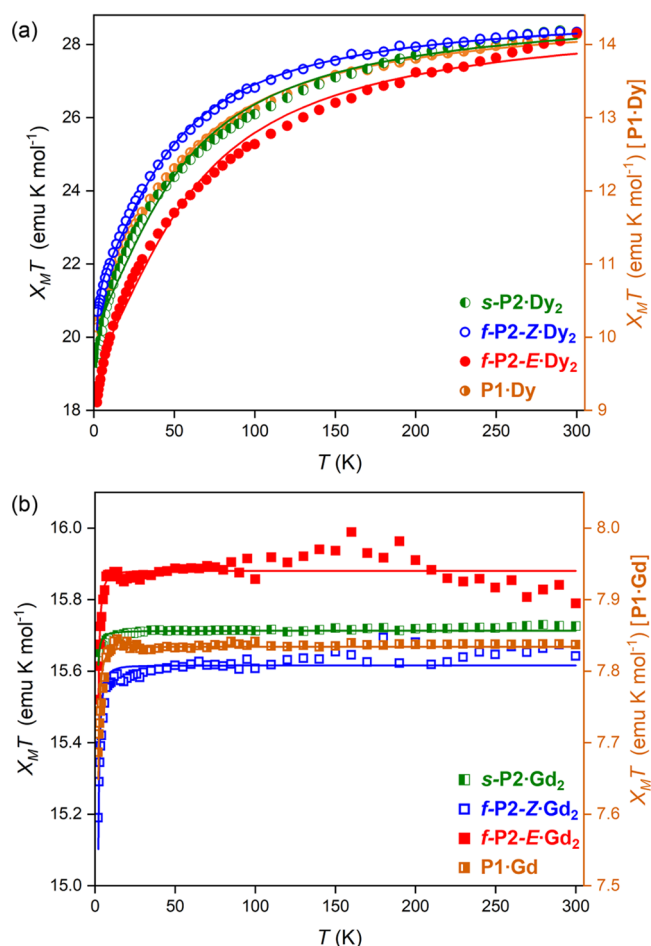 (a)
28
26
24
22
20
18
14
13
12
11
10
9
X_M T (emu K mol⁻¹)
X_M T (emu K mol⁻¹) [P1·Dy]
s-P2·Dy₂
f-P2-Z·Dy₂
f-P2-E·Dy₂
P1·Dy
0 50 100 150 200 250 300
T (K)
(b)
16.0
15.8
15.6
15.4
15.2
15.0
8.0
7.9
7.8
7.7
7.6
7.5
X_M T (emu K mol⁻¹)
X_M T (emu K mol⁻¹) [P1·Gd]
s-P2·Gd₂
f-P2-Z·Gd₂
f-P2-E·Gd₂
P1·Gd
0 50 100 150 200 250 300
T (K)